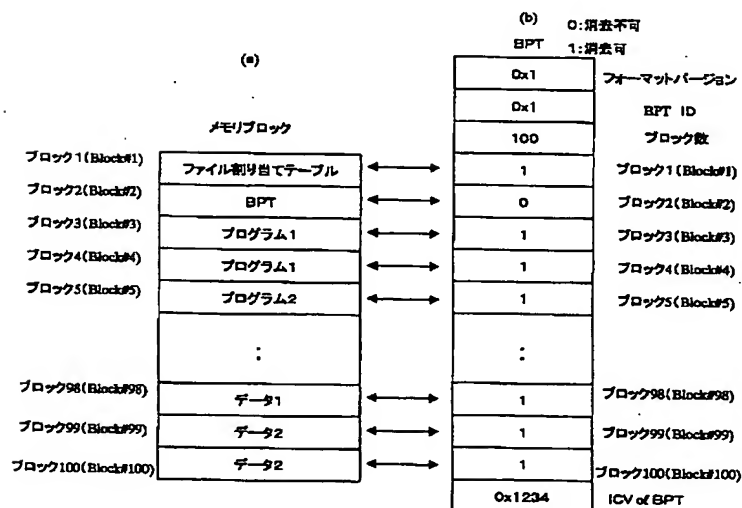 (a)
メモリブロック
ブロック1(Block#1)
ファイル割り当てテーブル
ブロック2(Block#2)
BPT
ブロック3(Block#3)
プログラム1
ブロック4(Block#4)
プログラム1
ブロック5(Block#5)
プログラム2
:
ブロック98(Block#98)
データ1
ブロック99(Block#99)
データ2
ブロック100(Block#100)
データ2
(b)
0:消去不可
1:消去可
BPT
0x1 フォーマットバージョン
0x1 BPT ID
100 ブロック数
1 ブロック1(Block#1)
0 ブロック2(Block#2)
1 ブロック3(Block#3)
1 ブロック4(Block#4)
1 ブロック5(Block#5)
:
1 ブロック98(Block#98)
1 ブロック99(Block#99)
1 ブロック100(Block#100)
0x1234 ICV of BPT